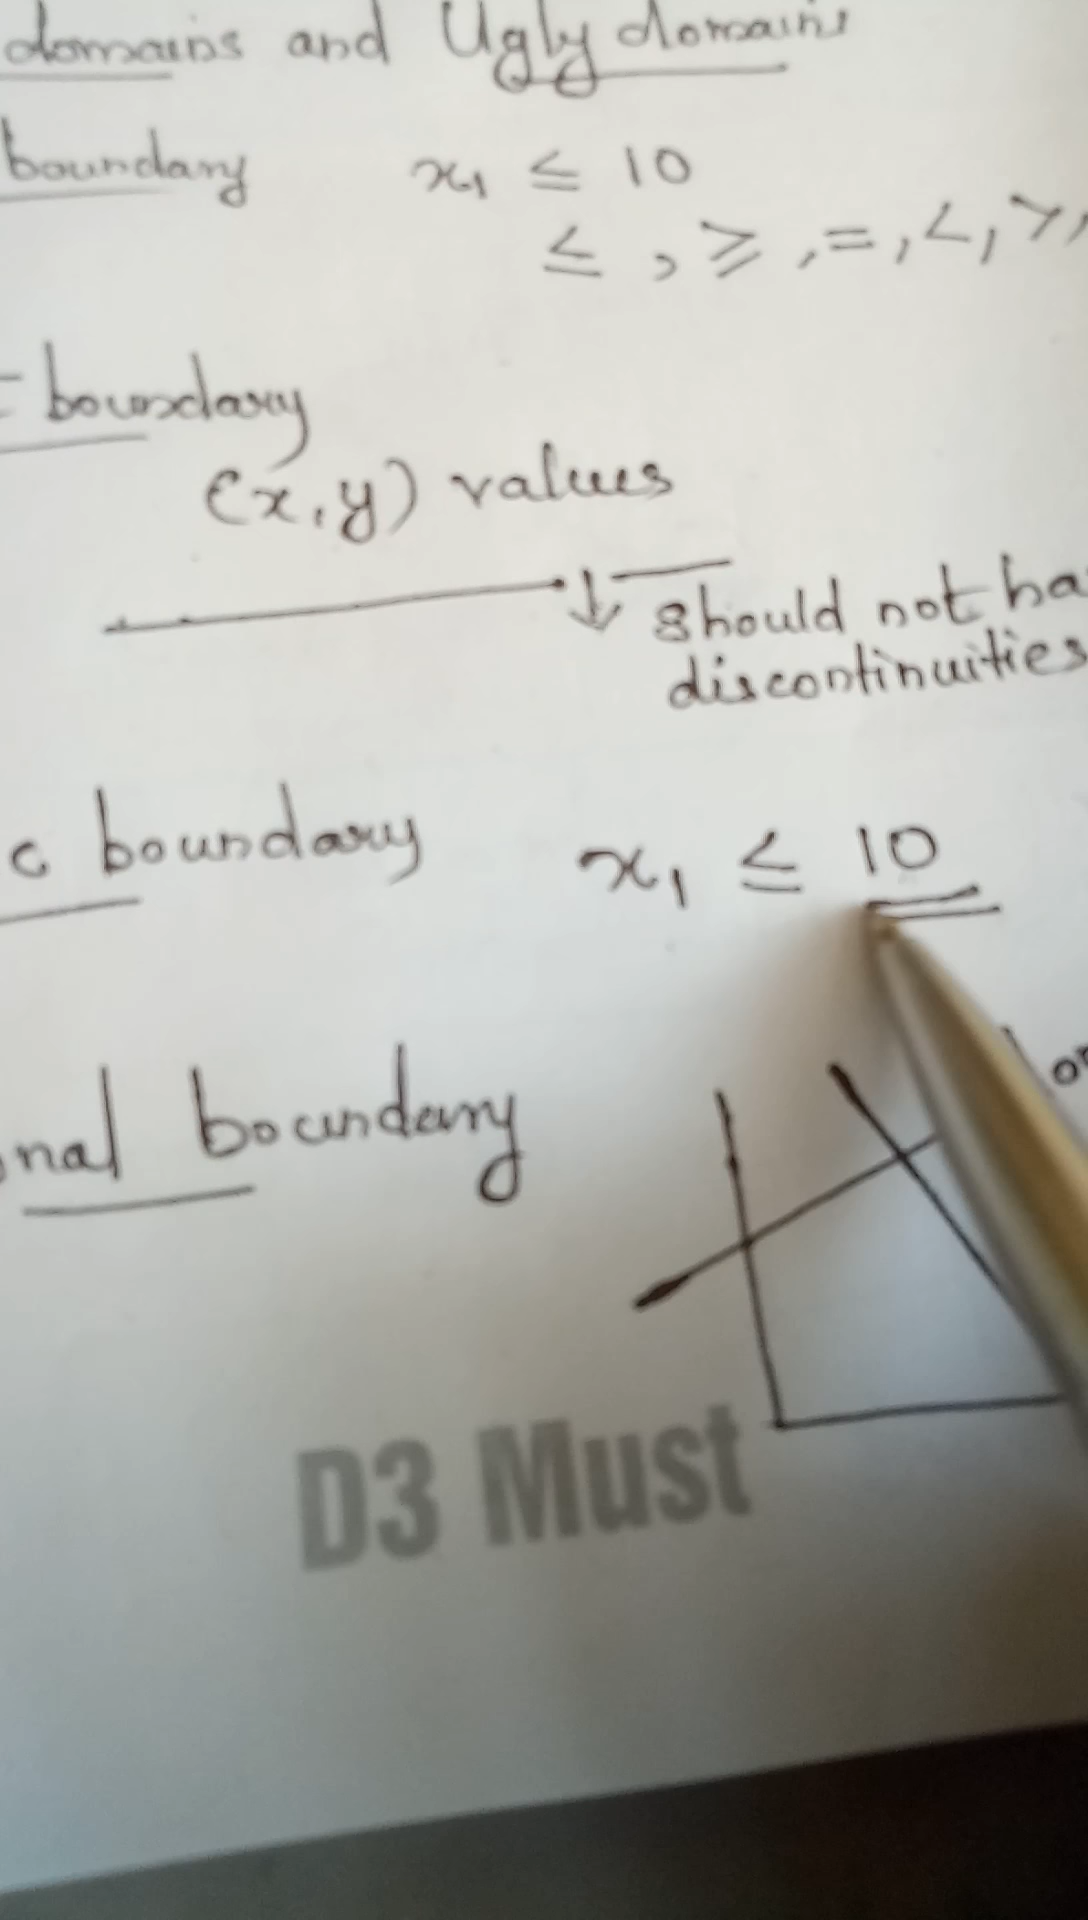 domains and Ugly domains
boundary x₁ ≤ 10
≤ , ≥ , = , < , > ,
boundary
(x, y) values
should not ha
discontinuities
c boundary x₁ ≤ 10
nal boundary
or
D3 Must